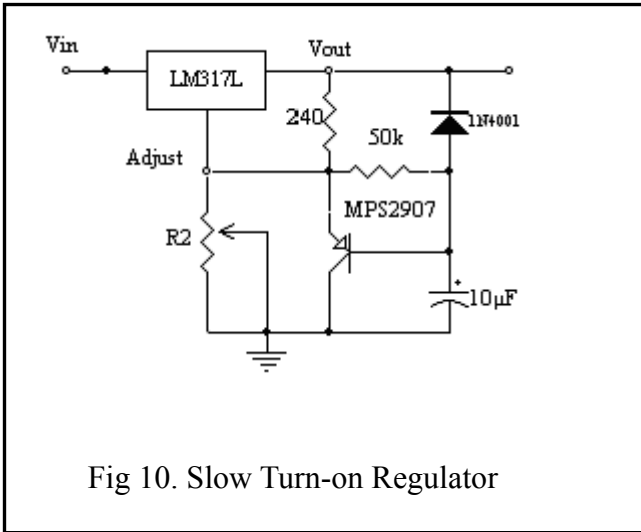 Vin
Vout
LM317L
240
1N4001
50k
Adjust
MPS2907
R2
+
10µF
Fig 10. Slow Turn-on Regulator